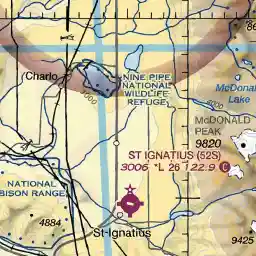 Charlo
NINE PIPE
NATIONAL
WILDLIFE
REFUGE
McDonald
Lake
McDONALD
PEAK
9820
ST IGNATIUS (52S)
3006 *L 26 122.9 C
NATIONAL
BISON RANGE
4884
St-Ignatius
9425